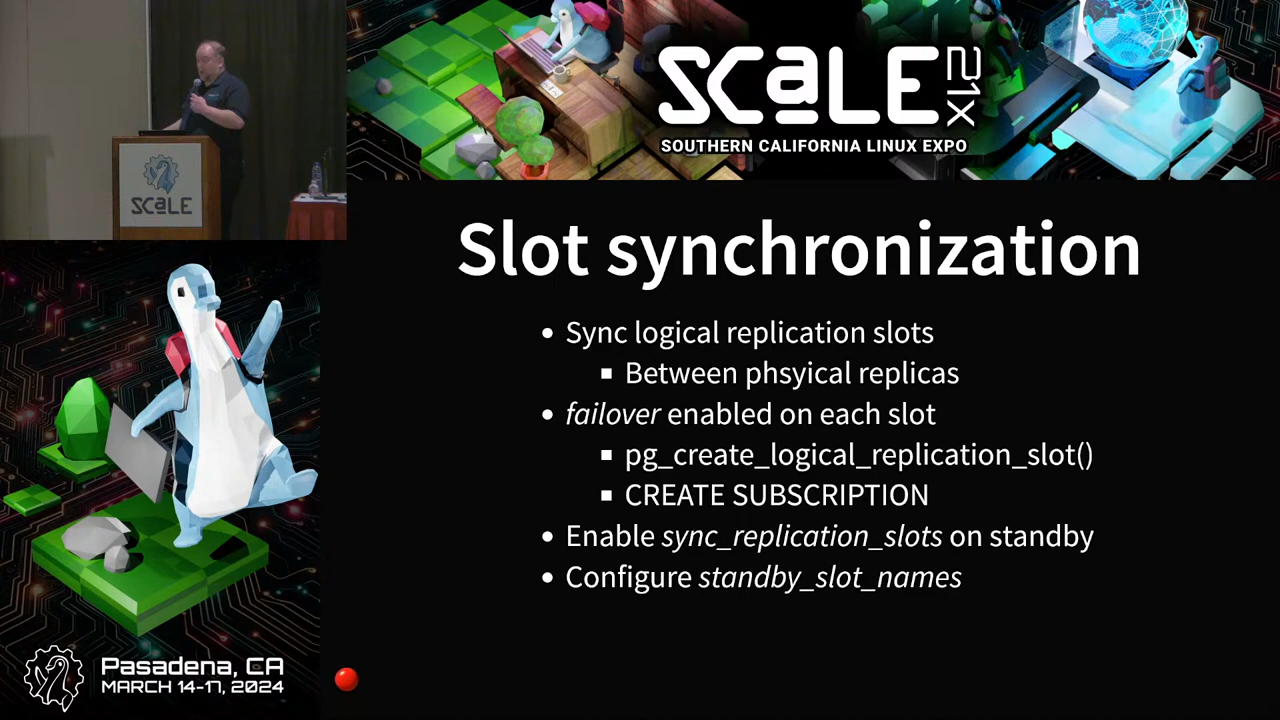 SCaLE 21x
SOUTHERN CALIFORNIA LINUX EXPO
SCaLE
Slot synchronization
• Sync logical replication slots
▪ Between phsyical replicas
• failover enabled on each slot
▪ pg_create_logical_replication_slot()
▪ CREATE SUBSCRIPTION
• Enable sync_replication_slots on standby
• Configure standby_slot_names
Pasadena, CA
MARCH 14-17, 2024